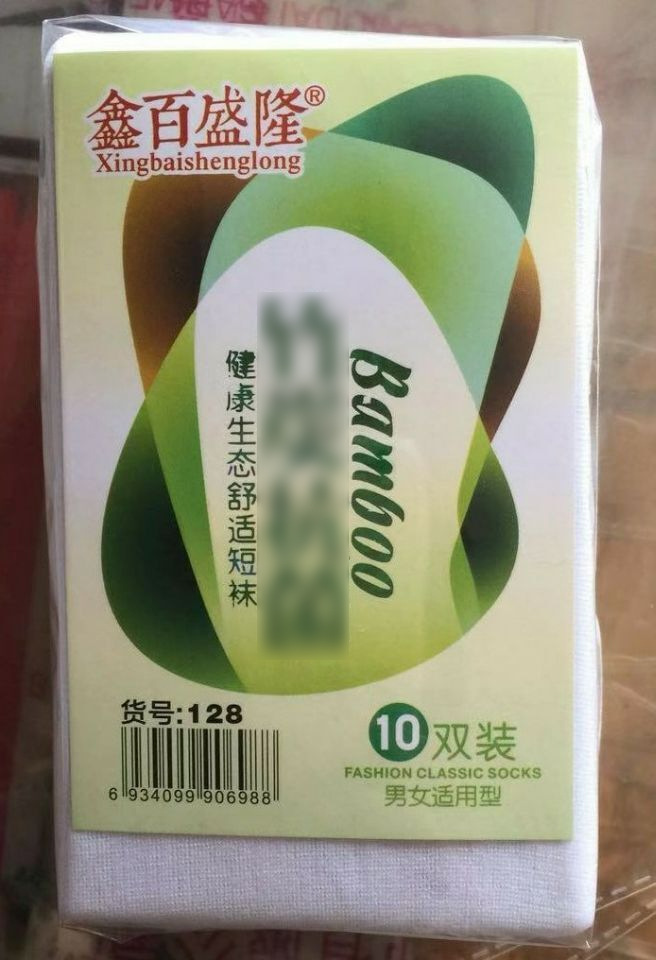 鑫百盛隆®
Xingbaishenglong
Bamboo
健康生态舒适短袜
货号:128
6 934099 906988
10双装
FASHION CLASSIC SOCKS
男女适用型